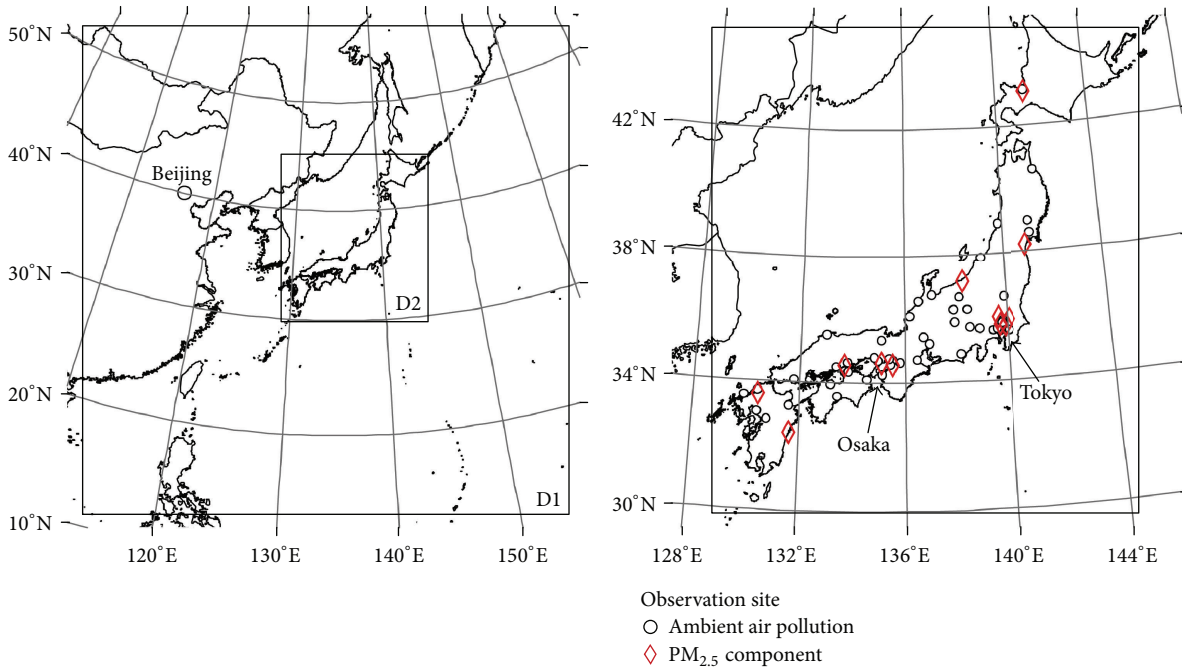 50°N
40°N
30°N
20°N
10°N
120°E
130°E
140°E
150°E
Beijing
D2
D1
42°N
38°N
34°N
30°N
128°E
132°E
136°E
140°E
144°E
Tokyo
Osaka
Observation site
Ambient air pollution
PM2.5 component